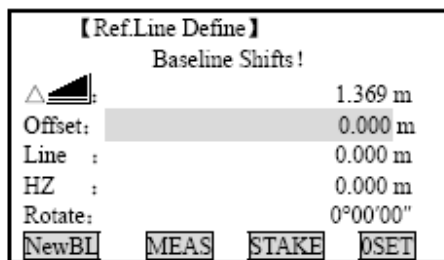 【Ref.Line Define】
Baseline Shifts!
△: 1.369 m
Offset: 0.000 m
Line : 0.000 m
HZ : 0.000 m
Rotate: 0°00′00″
NewBL MEAS STAKE 0SET